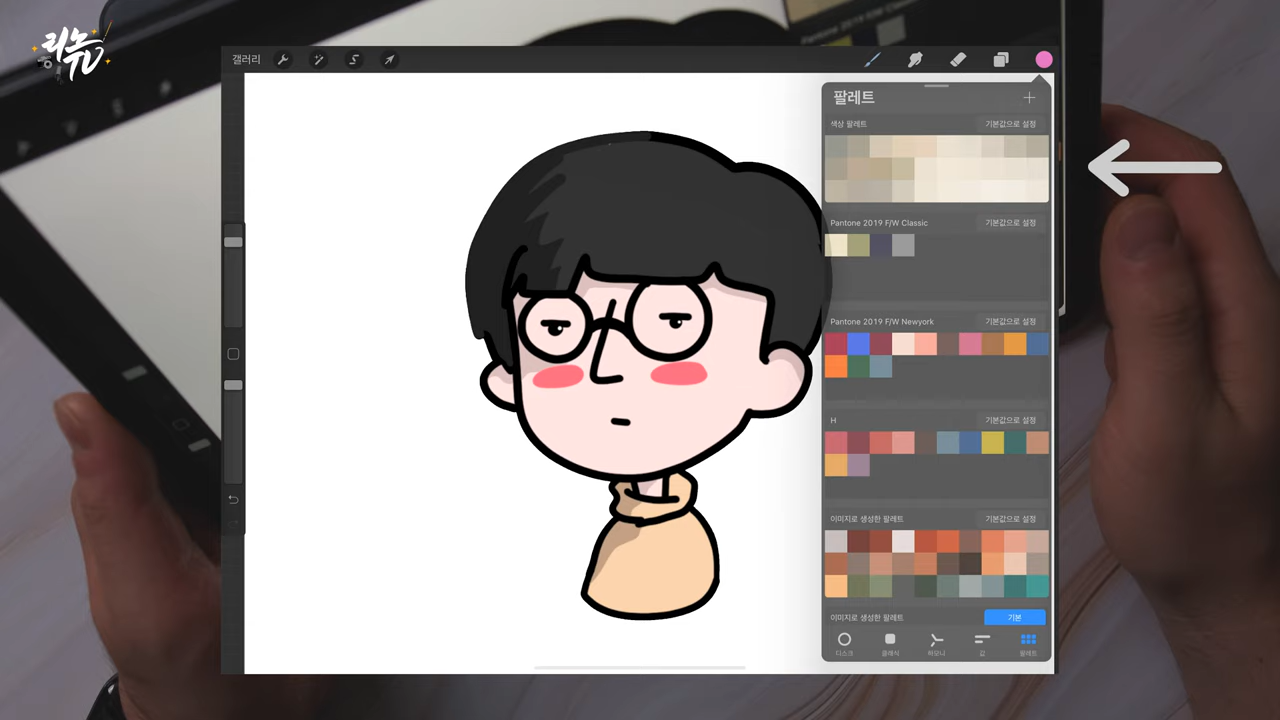 리뉴
TV
갤러리
팔레트
색상 팔레트
기본값으로 설정
Pantone 2019 F/W Classic
기본값으로 설정
Pantone 2019 F/W Newyork
기본값으로 설정
H
기본값으로 설정
이미지로 생성한 팔레트
기본값으로 설정
이미지로 생성한 팔레트
기본
디스크
클래식
하모니
값
팔레트